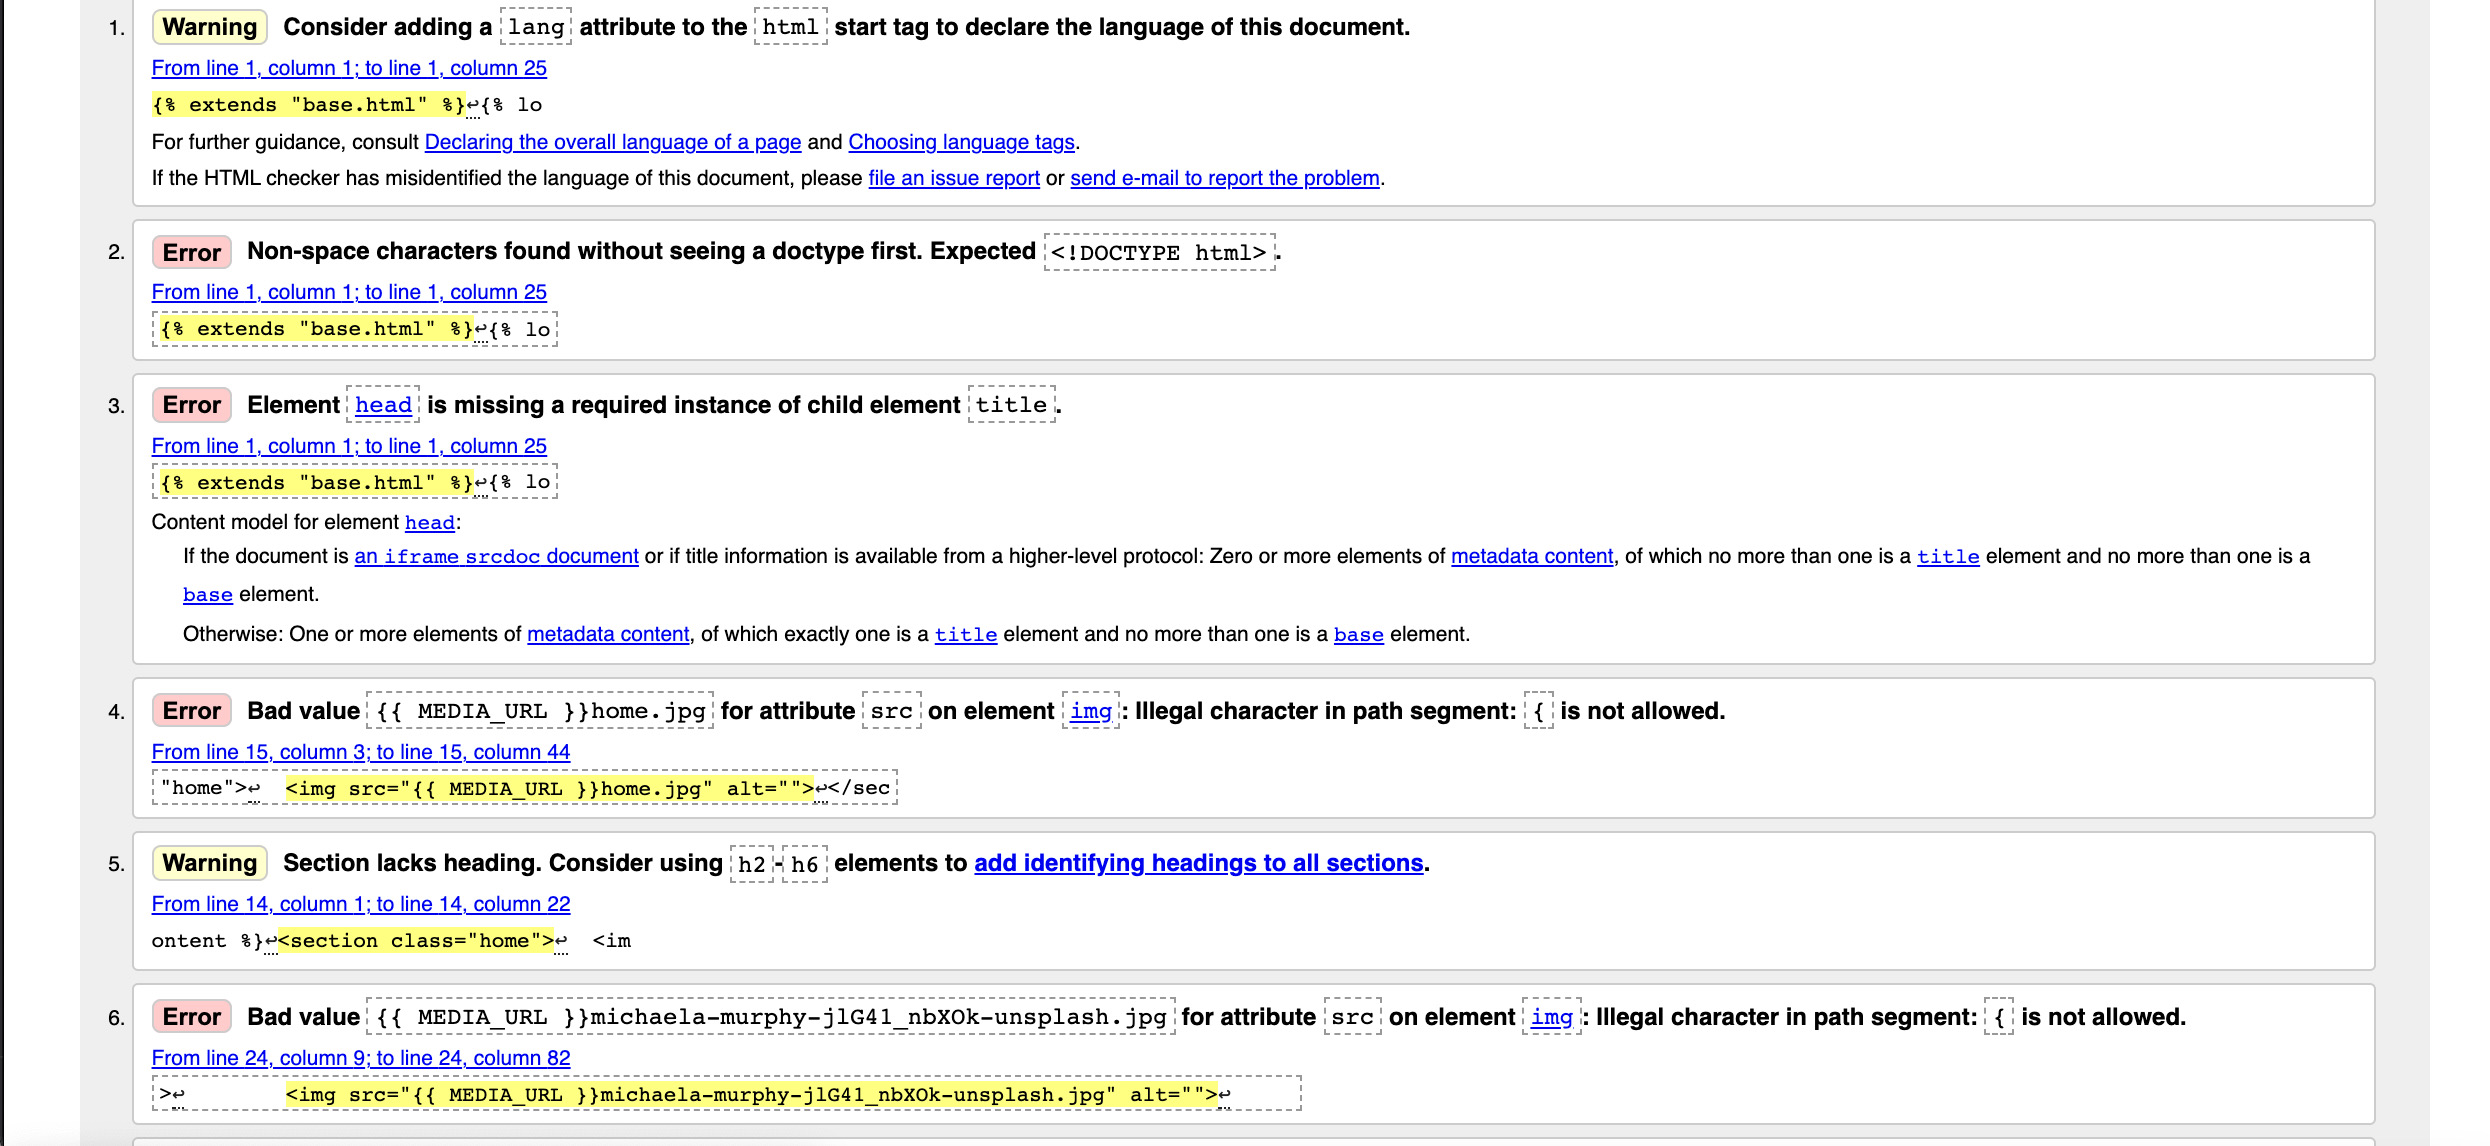 1. Warning Consider adding a lang attribute to the html start tag to declare the language of this document.
From line 1, column 1; to line 1, column 25
{% extends "base.html" %}↩{% lo
For further guidance, consult Declaring the overall language of a page and Choosing language tags.
If the HTML checker has misidentified the language of this document, please file an issue report or send e-mail to report the problem.
2. Error Non-space characters found without seeing a doctype first. Expected <!DOCTYPE html>.
From line 1, column 1; to line 1, column 25
{% extends "base.html" %}↩{% lo
3. Error Element head is missing a required instance of child element title.
From line 1, column 1; to line 1, column 25
{% extends "base.html" %}↩{% lo
Content model for element head:
If the document is an iframe srcdoc document or if title information is available from a higher-level protocol: Zero or more elements of metadata content, of which no more than one is a title element and no more than one is a
base element.
Otherwise: One or more elements of metadata content, of which exactly one is a title element and no more than one is a base element.
4. Error Bad value {{ MEDIA_URL }}home.jpg for attribute src on element img: Illegal character in path segment: { is not allowed.
From line 15, column 3; to line 15, column 44
"home">↩  <img src="{{ MEDIA_URL }}home.jpg" alt="">↩</sec
5. Warning Section lacks heading. Consider using h2-h6 elements to add identifying headings to all sections.
From line 14, column 1; to line 14, column 22
ontent %}↩<section class="home">↩  <im
6. Error Bad value {{ MEDIA_URL }}michaela-murphy-jlG41_nbXOk-unsplash.jpg for attribute src on element img: Illegal character in path segment: { is not allowed.
From line 24, column 9; to line 24, column 82
>↩        <img src="{{ MEDIA_URL }}michaela-murphy-jlG41_nbXOk-unsplash.jpg" alt="">↩